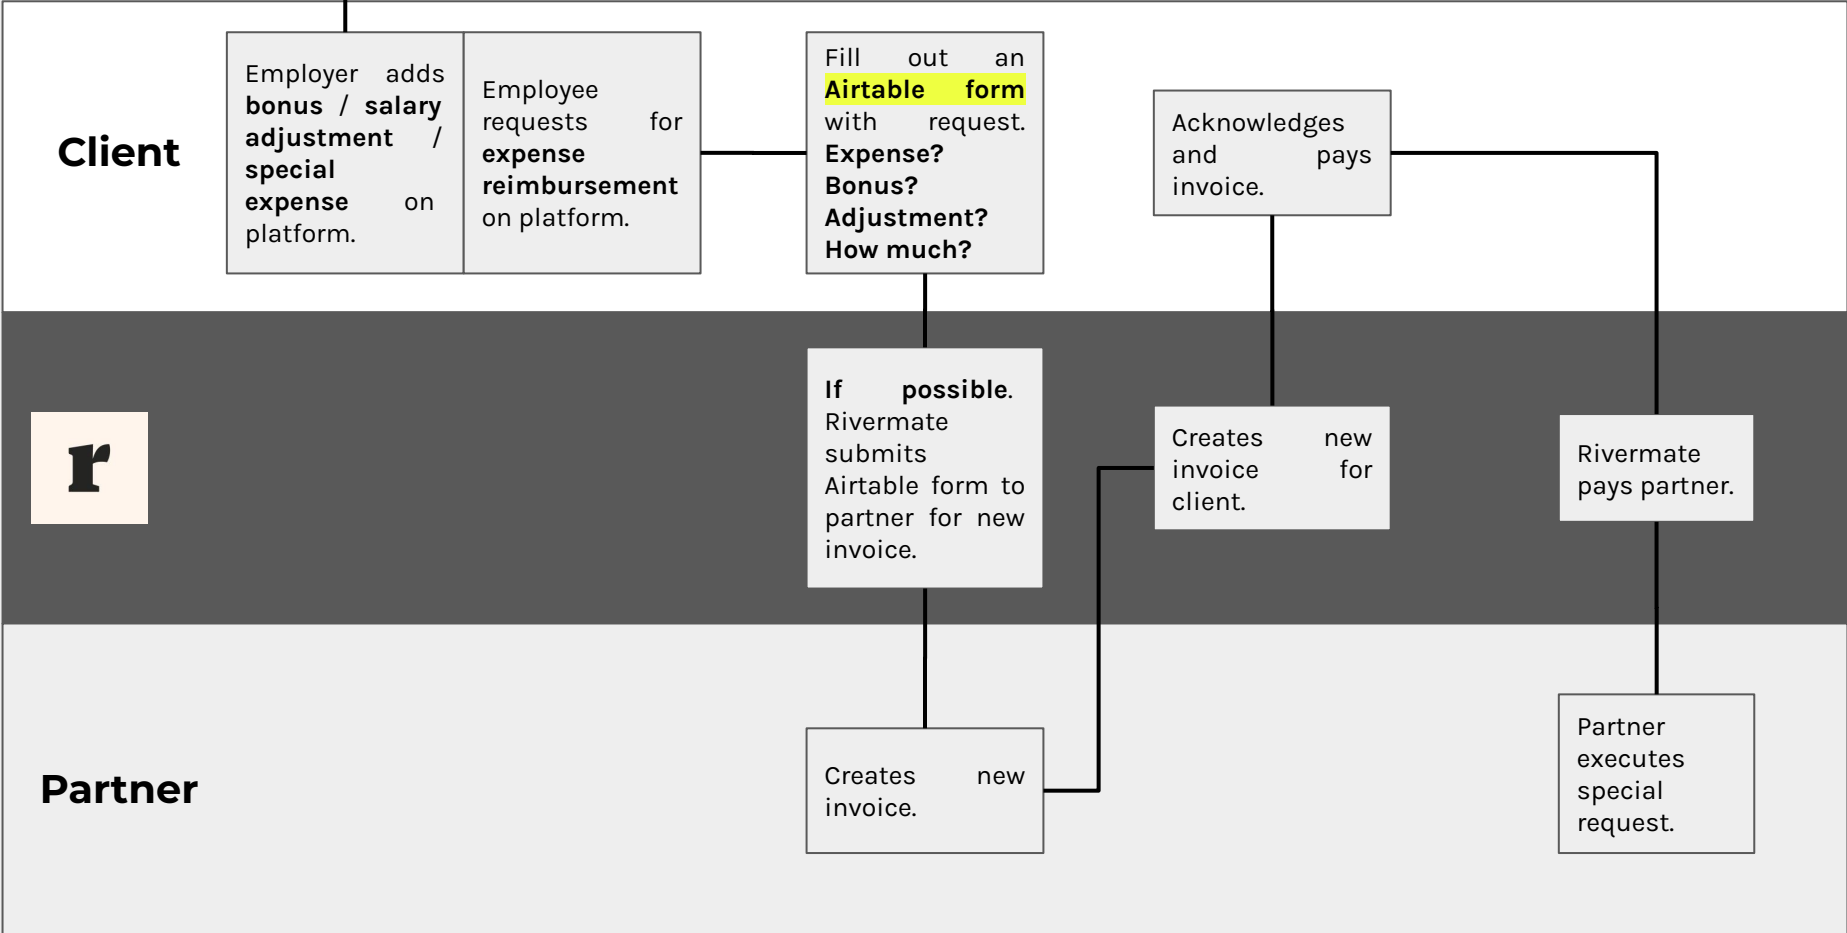 Client
Employer adds
bonus / salary
adjustment /
special
expense on
platform.
Employee
requests for
expense
reimbursement
on platform.
Fill out an
Airtable form
with request.
Expense?
Bonus?
Adjustment?
How much?
Acknowledges
and pays
invoice.
r
If possible.
Rivermate
submits
Airtable form to
partner for new
invoice.
Creates new
invoice for
client.
Rivermate
pays partner.
Partner
Creates new
invoice.
Partner
executes
special
request.